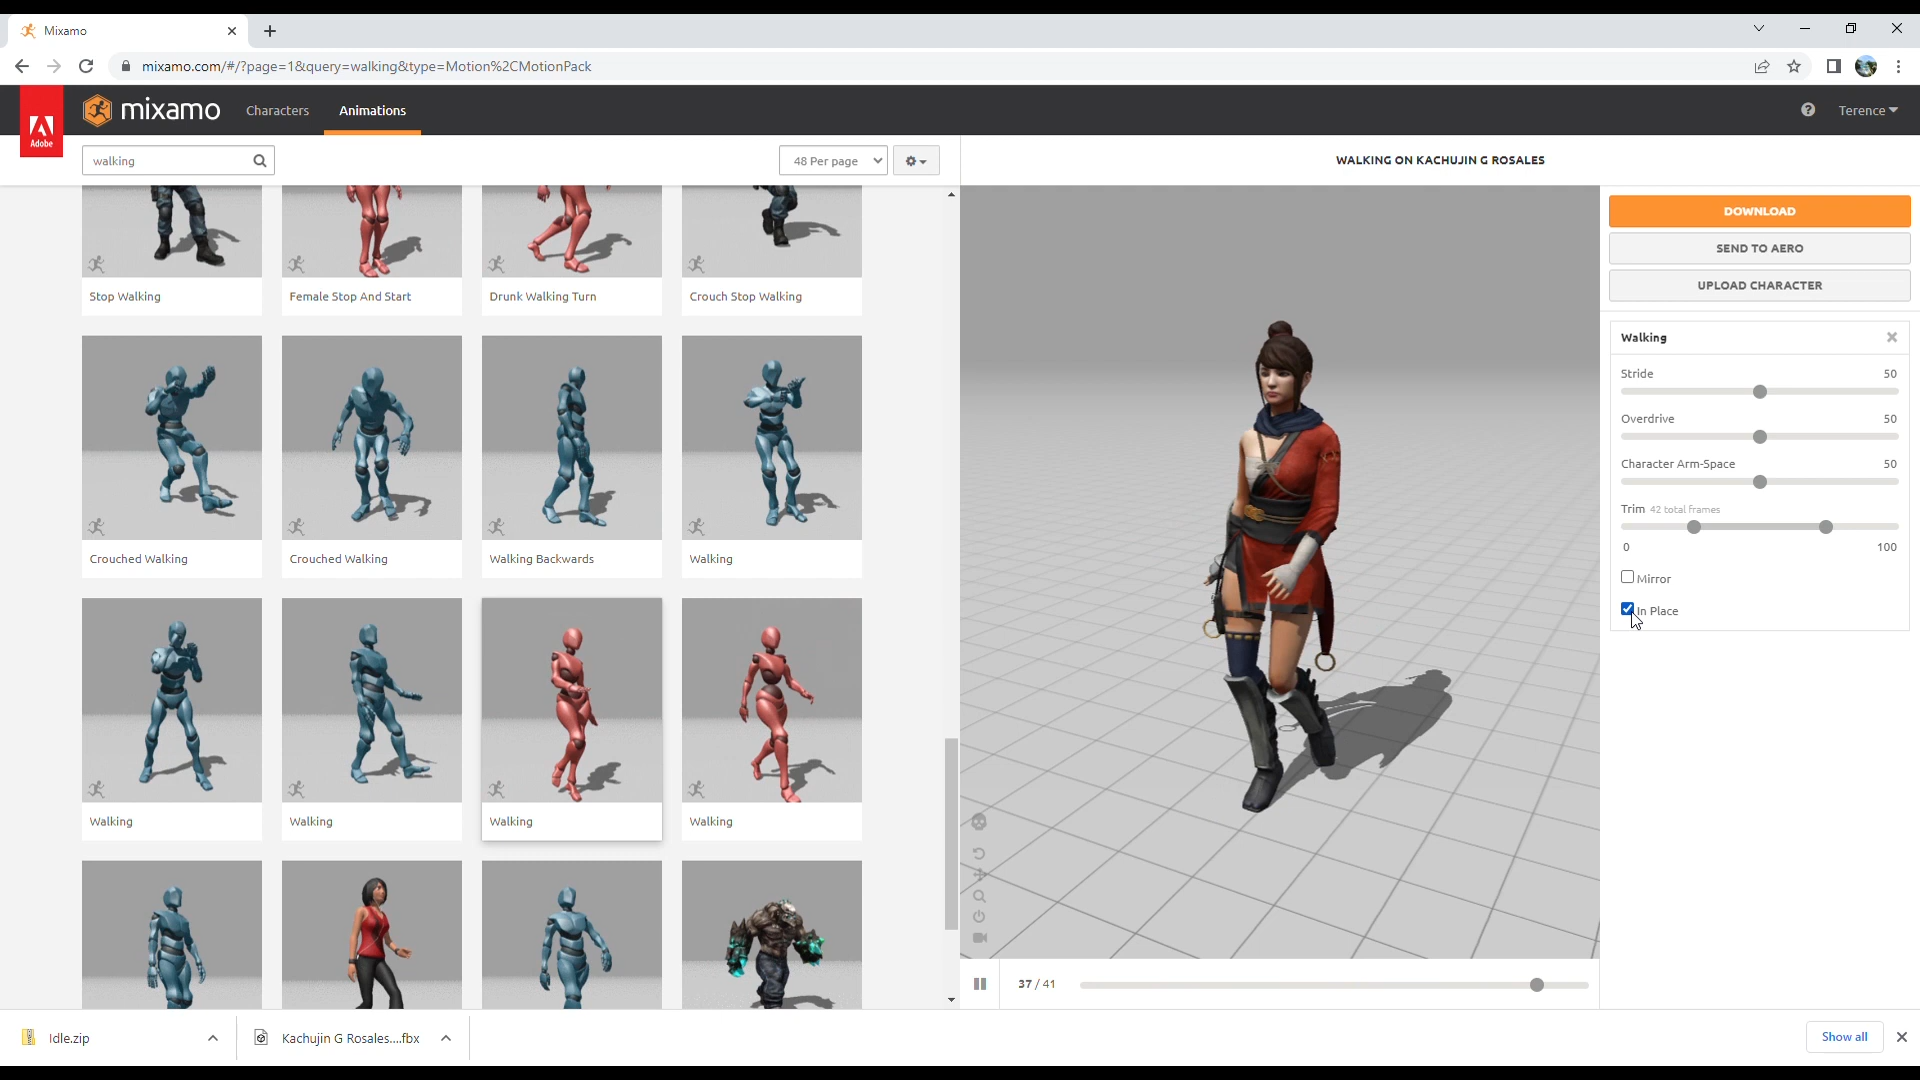 Mixamo
mixamo.com/#/?page=1&query=walking&type=Motion%2CMotionPack
Adobe
mixamo
Characters
Animations
Terence
walking
48 Per page
WALKING ON KACHUJIN G ROSALES
DOWNLOAD
SEND TO AERO
UPLOAD CHARACTER
Stop Walking
Female Stop And Start
Drunk Walking Turn
Crouch Stop Walking
Walking
Stride 50
Overdrive 50
Character Arm-Space 50
Trim 42 total frames
0 100
Mirror
In Place
Crouched Walking
Crouched Walking
Walking Backwards
Walking
Walking
Walking
Walking
Walking
37 / 41
Idle.zip
Kachujin G Rosales....fbx
Show all